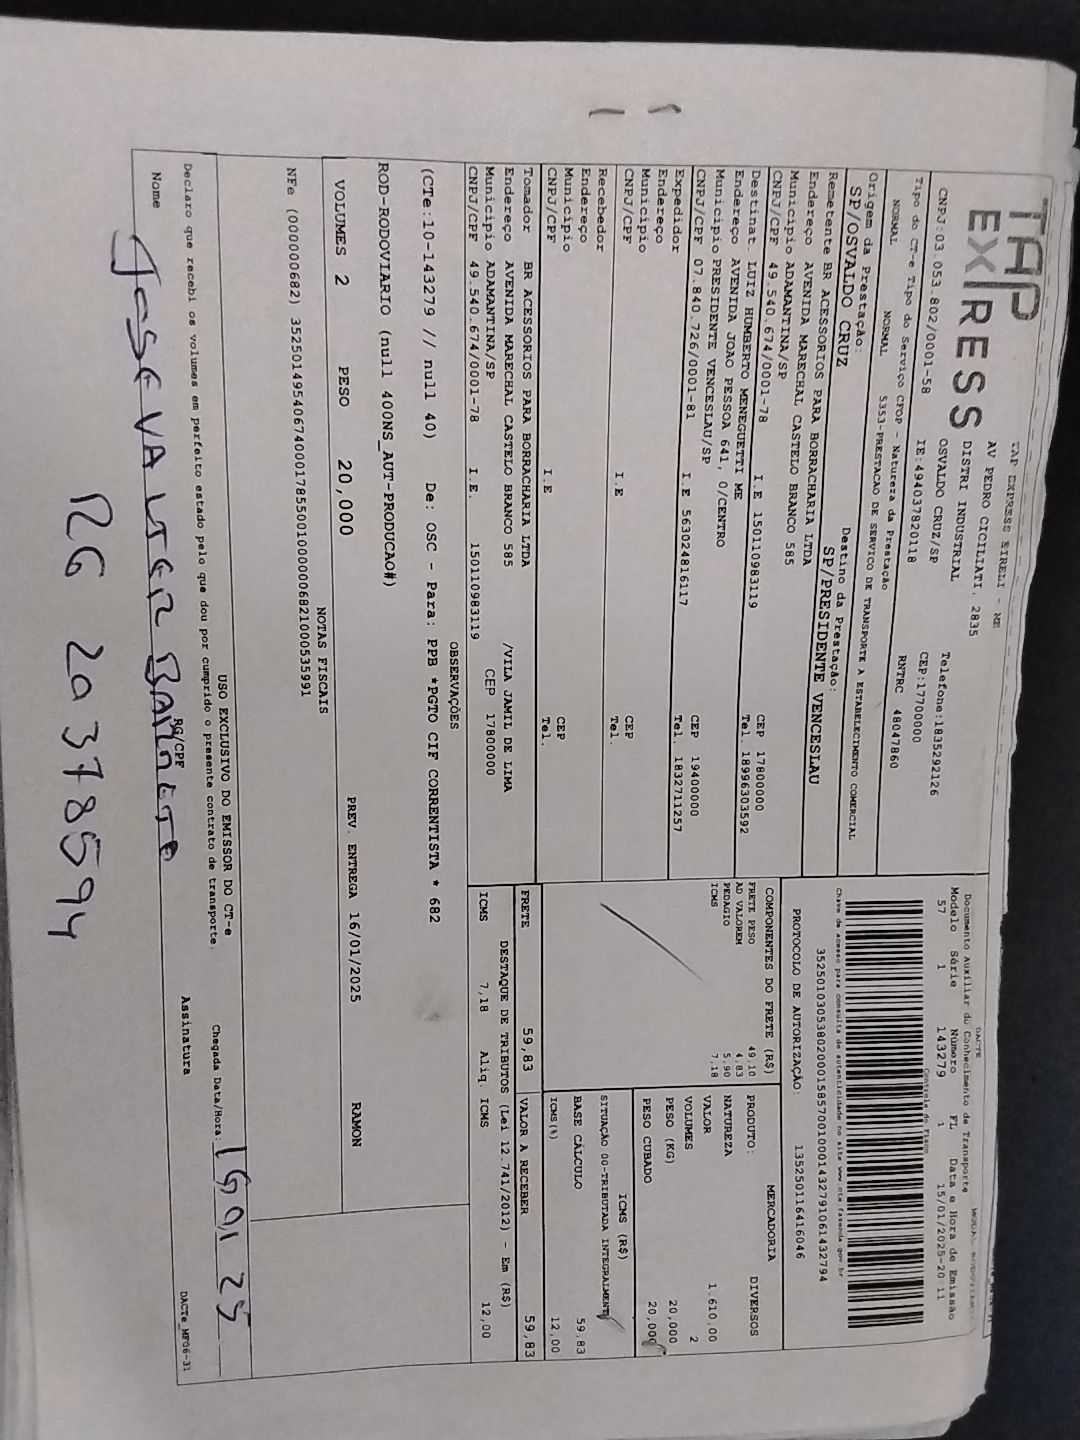 TAP EXPRESS
TAP EXPRESS EIRELI - ME
AV PEDRO CICILIATI, 2835
DISTRI INDUSTRIAL
OSVALDO CRUZ/SP
Telefone:1835292126
CEP:17700000
CNPJ:03.053.802/0001-58
IE:494037820118
RNTRC 48047860
Tipo do CT-e Tipo do Serviço CFOP - Natureza da Prestação
NORMAL NORMAL 5353-PRESTACAO DE SERVICO DE TRANSPORTE A ESTABELECIMENTO COMERCIAL
Origem da Prestação: Destino da Prestação:
SP/OSVALDO CRUZ SP/PRESIDENTE VENCESLAU
DACTE
Documento Auxiliar do Conhecimento de Transporte
Modelo Série Número FL Data e Hora de Emissão
57 1 143279 1 15/01/2025-20:11
Controle do Fisco
Chave de acesso para consulta de autenticidade no site www.cte.fazenda.gov.br
35250103053802000158570010001432791061432794
PROTOCOLO DE AUTORIZAÇÃO: 135250116416046
Remetente BR ACESSORIOS PARA BORRACHARIA LTDA
Endereço AVENIDA MARECHAL CASTELO BRANCO 585
Município ADAMANTINA/SP CEP 17800000
CNPJ/CPF 49.540.674/0001-78 I.E 150110983119 Tel. 18996303592
Destinat. LUIZ HUMBERTO MENEGUETTI ME
Endereço AVENIDA JOAO PESSOA 641, 0/CENTRO
Município PRESIDENTE VENCESLAU/SP CEP 19400000
CNPJ/CPF 07.840.726/0001-81 I.E 563024816117 Tel. 1832711257
Expedidor
Endereço
Município CEP
CNPJ/CPF I.E Tel.
Recebedor
Endereço
Município CEP
CNPJ/CPF I.E Tel.
Tomador BR ACESSORIOS PARA BORRACHARIA LTDA
Endereço AVENIDA MARECHAL CASTELO BRANCO 585 /VILA JAMIL DE LIMA
Município ADAMANTINA/SP CEP 17800000
CNPJ/CPF 49.540.674/0001-78 I.E. 150110983119
COMPONENTES DO FRETE (R$)
FRETE PESO 49,10
AD VALOREM 4,83
PEDAGIO 5,90
ICMS 7,18
MERCADORIA
PRODUTO: DIVERSOS
NATUREZA
VALOR 1.610,00
VOLUMES 2
PESO (KG) 20,000
PESO CUBADO 20,000
ICMS (R$)
SITUAÇÃO 00-TRIBUTADA INTEGRALMENTE
BASE CÁLCULO 59,83
ICMS(%) 12,00
FRETE 59,83 VALOR A RECEBER 59,83
DESTAQUE DE TRIBUTOS (Lei 12.741/2012) - Em (R$)
ICMS 7,18 Aliq. ICMS 12,00
OBSERVAÇÕES
(CTe:10-143279 // null 40) De: OSC - Para: PPB *PGTO CIF CORRENTISTA * 682
ROD-RODOVIARIO (null 400NS_AUT-PRODUCAO#)
VOLUMES 2 PESO 20,000 PREV. ENTREGA 16/01/2025 RAMON
NOTAS FISCAIS
NFe (000000682) 35250149540674000178550010000006821000535991
USO EXCLUSIVO DO EMISSOR DO CT-e
Declaro que recebi os volumes em perfeito estado pelo que dou por cumprido o presente contrato de transporte.
Chegada Data/Hora: 16 01 25
Nome RG/CPF Assinatura
JOSEVALTER
RG 20378594
DACTe_MF06-31